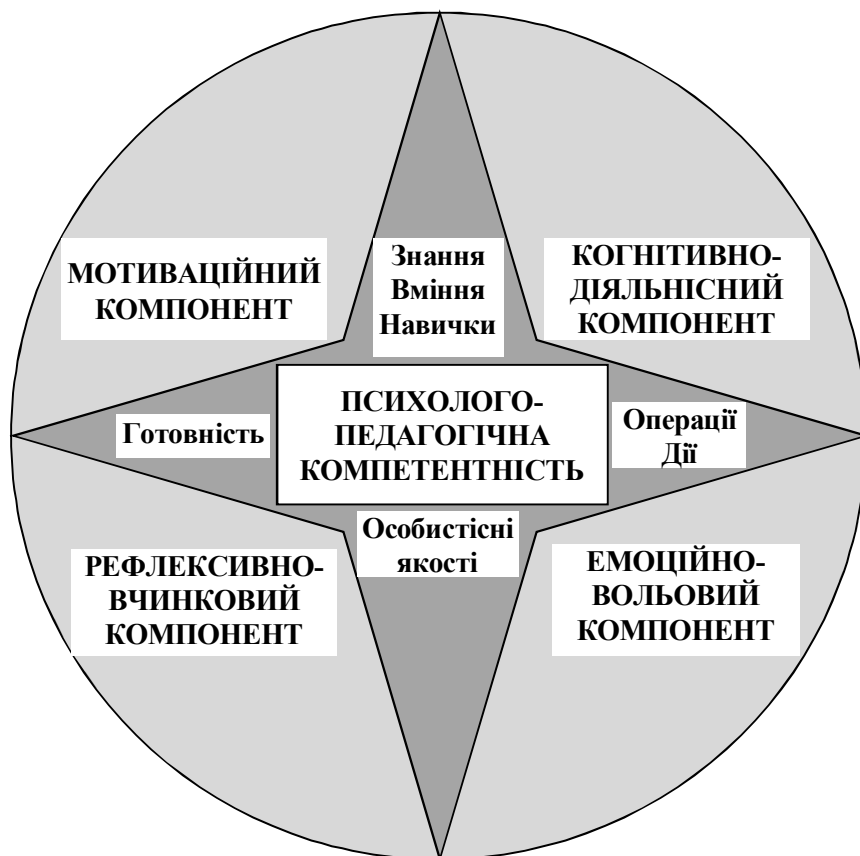 МОТИВАЦІЙНИЙ
КОМПОНЕНТ
Знання
Вміння
Навички
КОГНІТИВНО-
ДІЯЛЬНІСНИЙ
КОМПОНЕНТ
Готовність
ПСИХОЛОГО-
ПЕДАГОГІЧНА
КОМПЕТЕНТНІСТЬ
Операції
Дії
РЕФЛЕКСИВНО-
ВЧИНКОВИЙ
КОМПОНЕНТ
Особистісні
якості
ЕМОЦІЙНО-
ВОЛЬОВИЙ
КОМПОНЕНТ